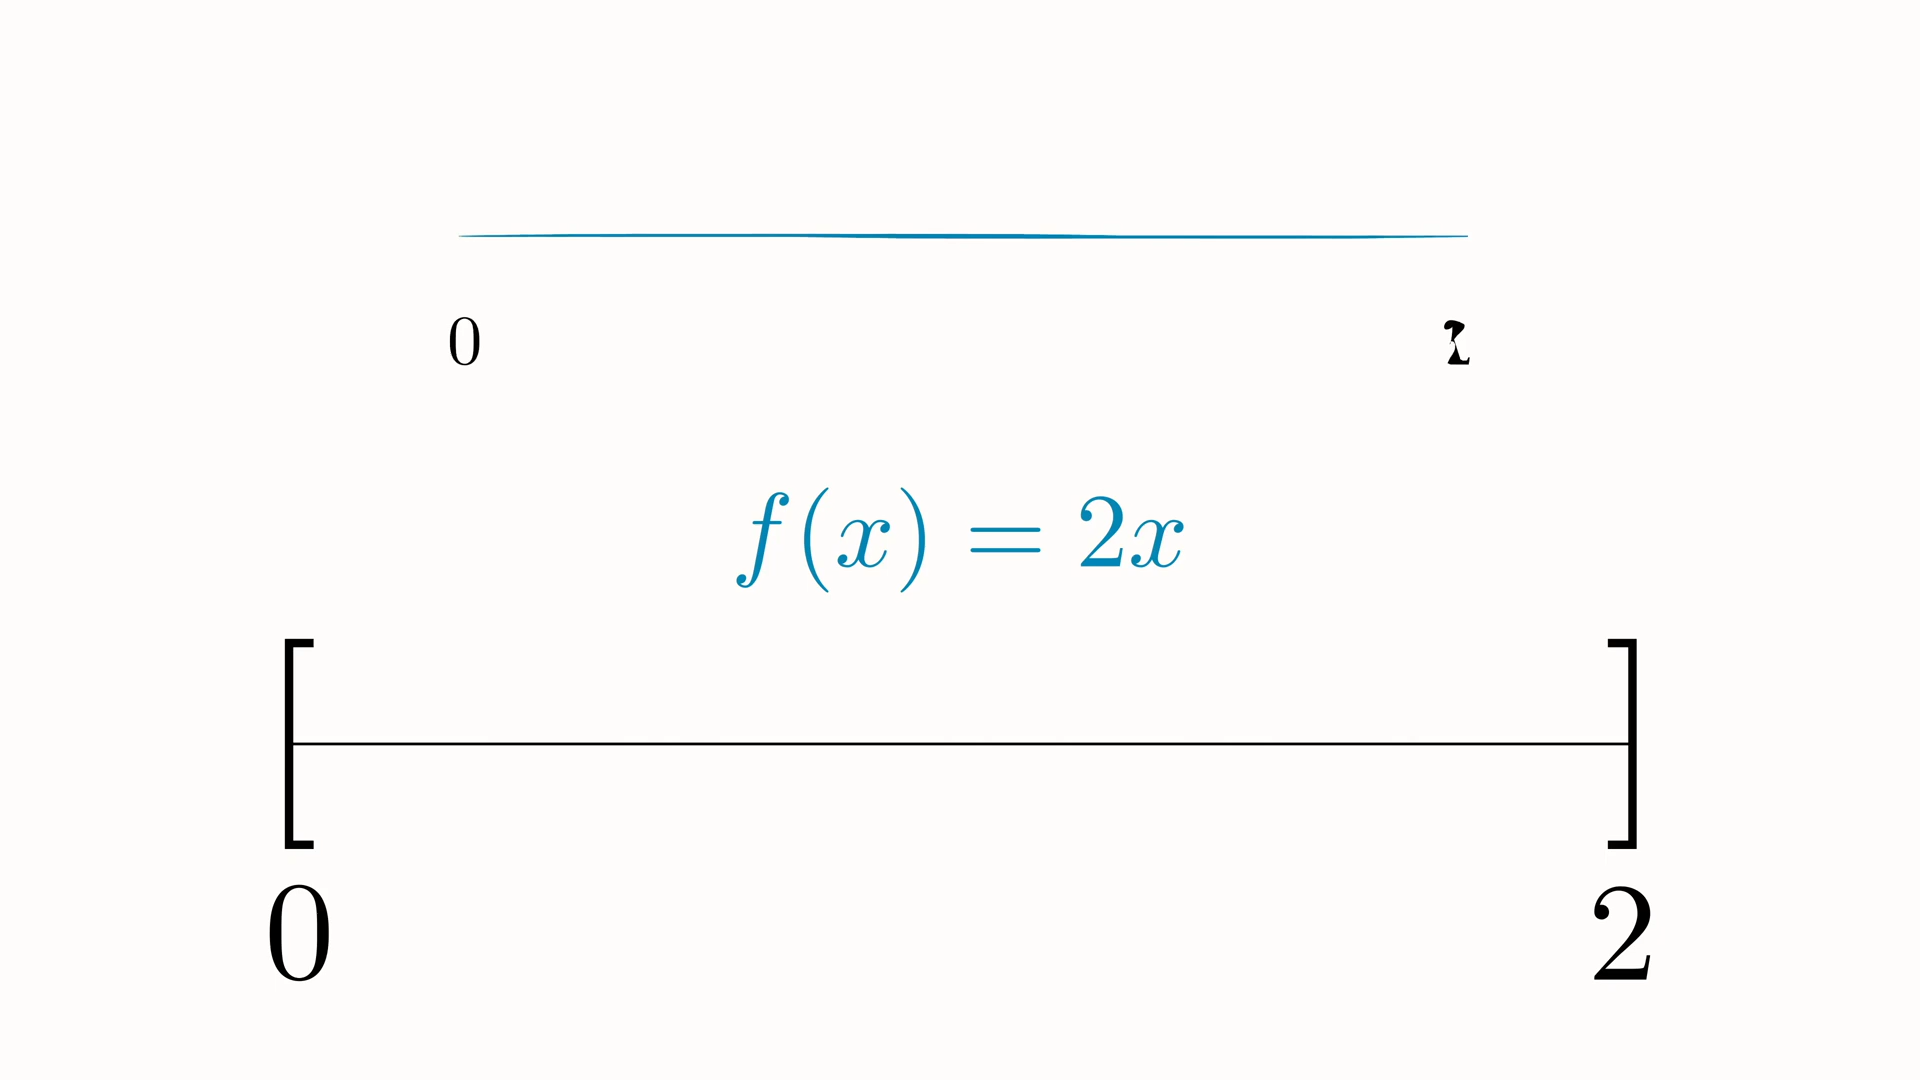 0
f(x) = 2x
0 2